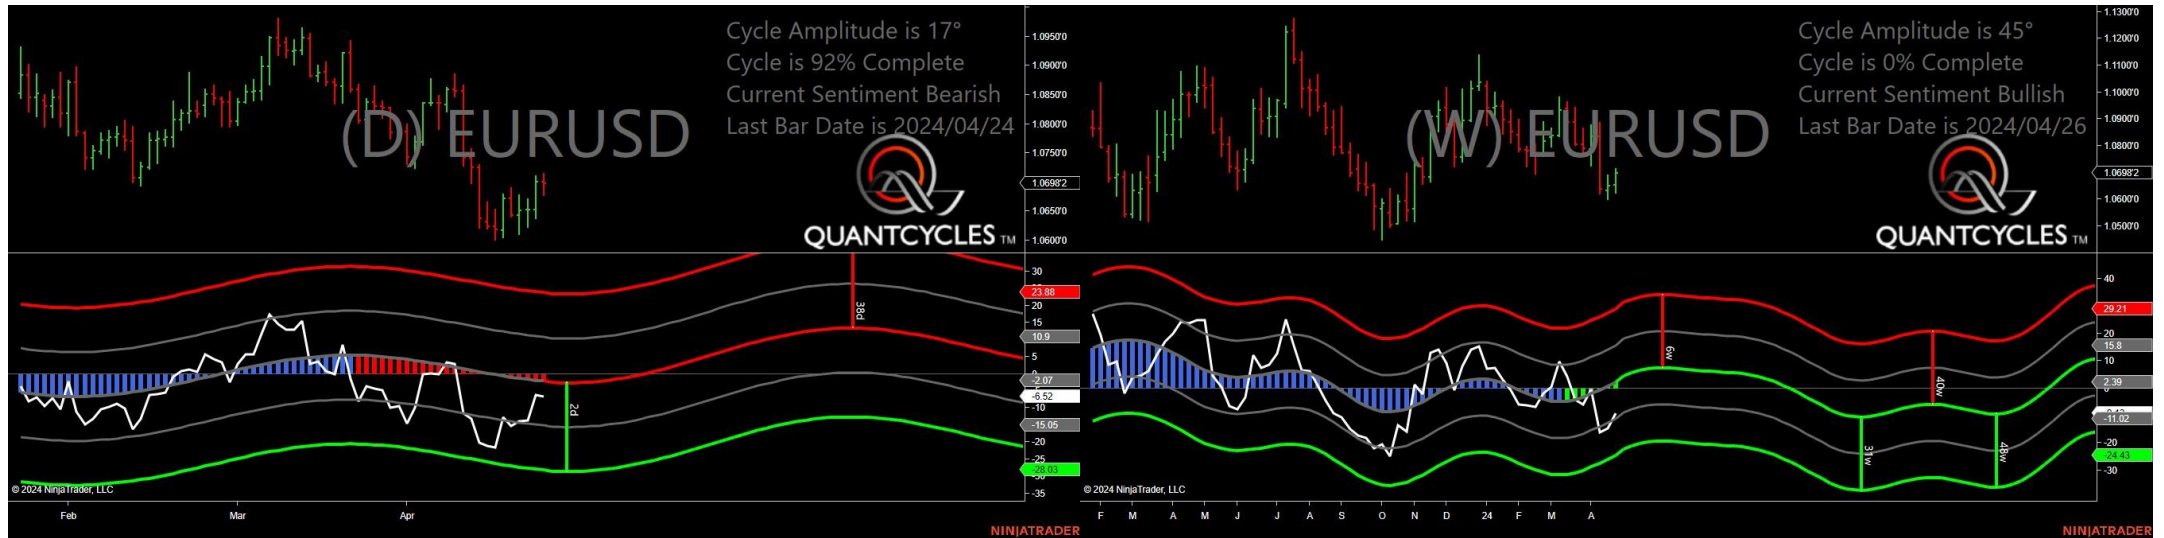 Cycle Amplitude is 17°
Cycle is 92% Complete
Current Sentiment Bearish
Last Bar Date is 2024/04/24
(D) EURUSD
QUANTCYCLES TM
1.0950'0
1.0900'0
1.0850'0
1.0800'0
1.0750'0
1.0698'2
1.0650'0
1.0600'0
38d
2d
30
23.88
20
15
10.9
5
0
-2.07
-6.52
-10
-15.05
-20
-25
-28.03
-35
© 2024 NinjaTrader, LLC
Feb Mar Apr
NINJATRADER
Cycle Amplitude is 45°
Cycle is 0% Complete
Current Sentiment Bullish
Last Bar Date is 2024/04/26
(W) EURUSD
QUANTCYCLES TM
1.1300'0
1.1200'0
1.1100'0
1.1000'0
1.0900'0
1.0800'0
1.0698'2
1.0600'0
1.0500'0
6w
40w
31w
48w
40
29.21
20
15.8
10
2.39
-11.02
-20
-24.43
-30
© 2024 NinjaTrader, LLC
F M A M J J A S O N D 24 F M A
NINJATRADER